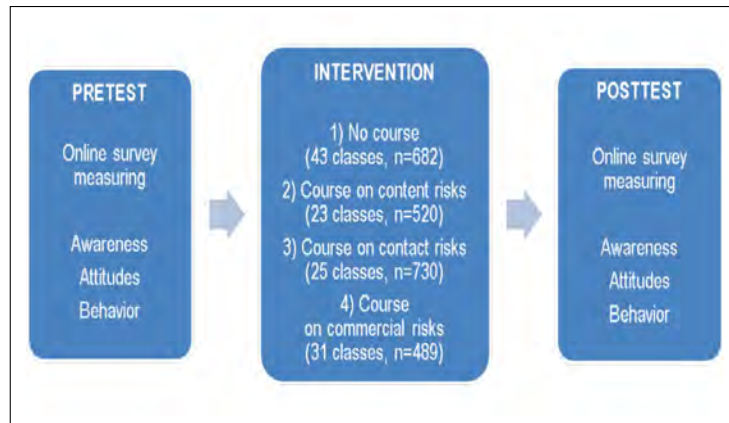 PRETEST
Online survey
measuring
Awareness
Attitudes
Behavior
INTERVENTION
1) No course
(43 classes, n=682)
2) Course on content risks
(23 classes, n=520)
3) Course on contact risks
(25 classes, n=730)
4) Course
on commercial risks
(31 classes, n=489)
POSTTEST
Online survey
measuring
Awareness
Attitudes
Behavior